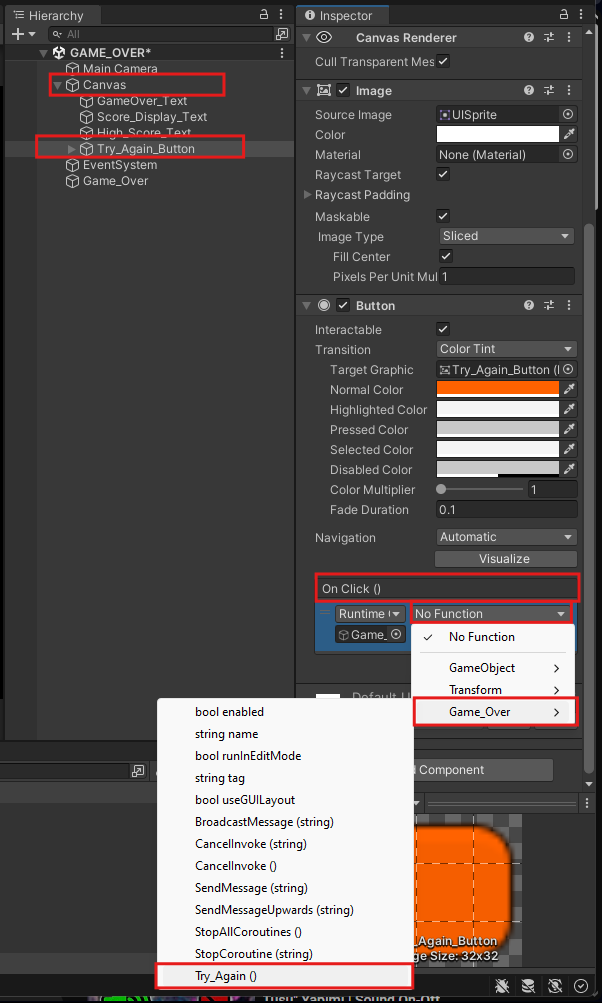 Hierarchy
All
GAME_OVER*
Main Camera
Canvas
GameOver_Text
Score_Display_Text
High_Score_Text
Try_Again_Button
EventSystem
Game_Over
Inspector
Canvas Renderer
Cull Transparent Mes
Image
Source Image
UISprite
Color
Material
None (Material)
Raycast Target
Raycast Padding
Maskable
Image Type
Sliced
Fill Center
Pixels Per Unit Mul
1
Button
Interactable
Transition
Color Tint
Target Graphic
Try_Again_Button (I
Normal Color
Highlighted Color
Pressed Color
Selected Color
Disabled Color
Color Multiplier
1
Fade Duration
0.1
Navigation
Automatic
Visualize
On Click ()
Runtime
No Function
Game_
No Function
GameObject
Transform
Game_Over
Default U
Component
bool enabled
string name
bool runInEditMode
string tag
bool useGUILayout
BroadcastMessage (string)
CancelInvoke (string)
CancelInvoke ()
SendMessage (string)
SendMessageUpwards (string)
StopAllCoroutines ()
StopCoroutine (string)
Try_Again ()
_Again_Button
ge Size: 32x32
Tusu" Yapimi | Sound On-Off